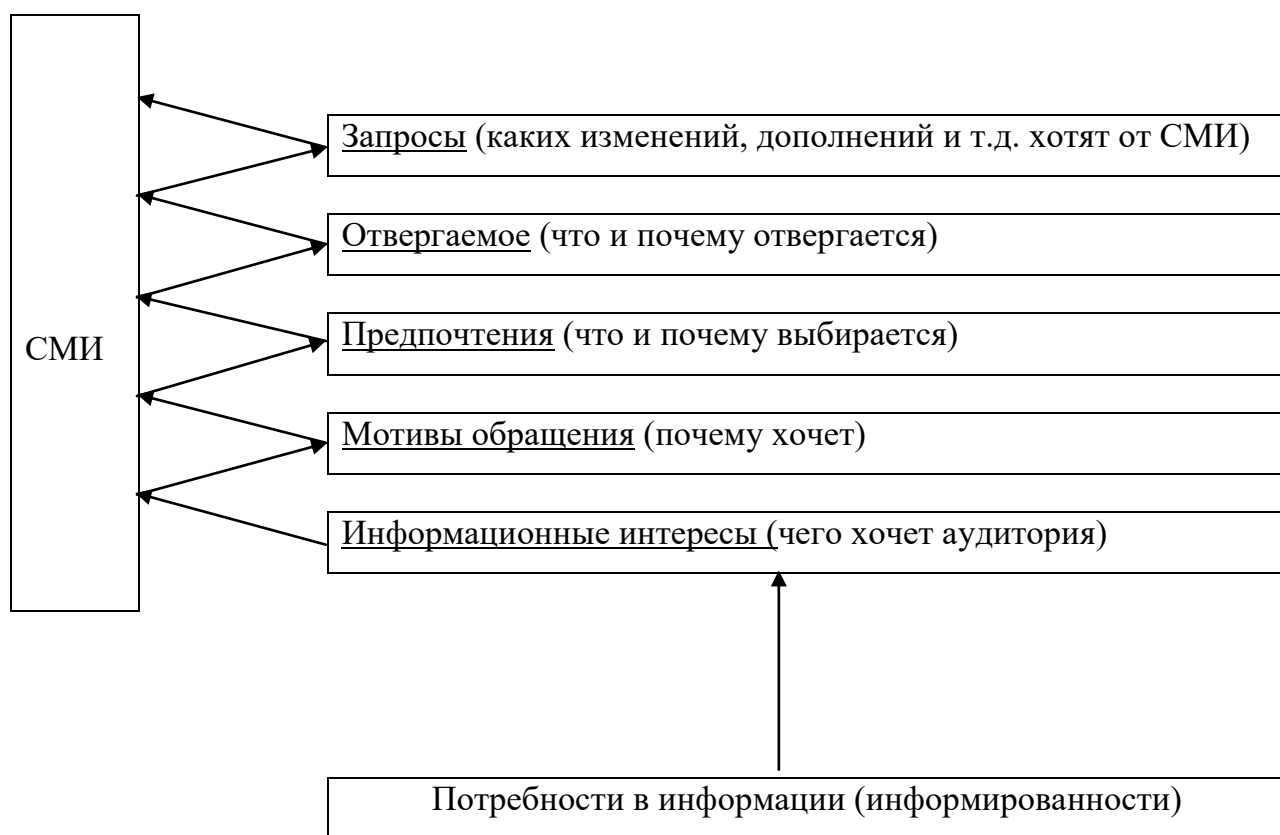 Запросы (каких изменений, дополнений и т.д. хотят от СМИ)
Отвергаемое (что и почему отвергается)
Предпочтения (что и почему выбирается)
СМИ
Мотивы обращения (почему хочет)
Информационные интересы (чего хочет аудитория)
Потребности в информации (информированности)